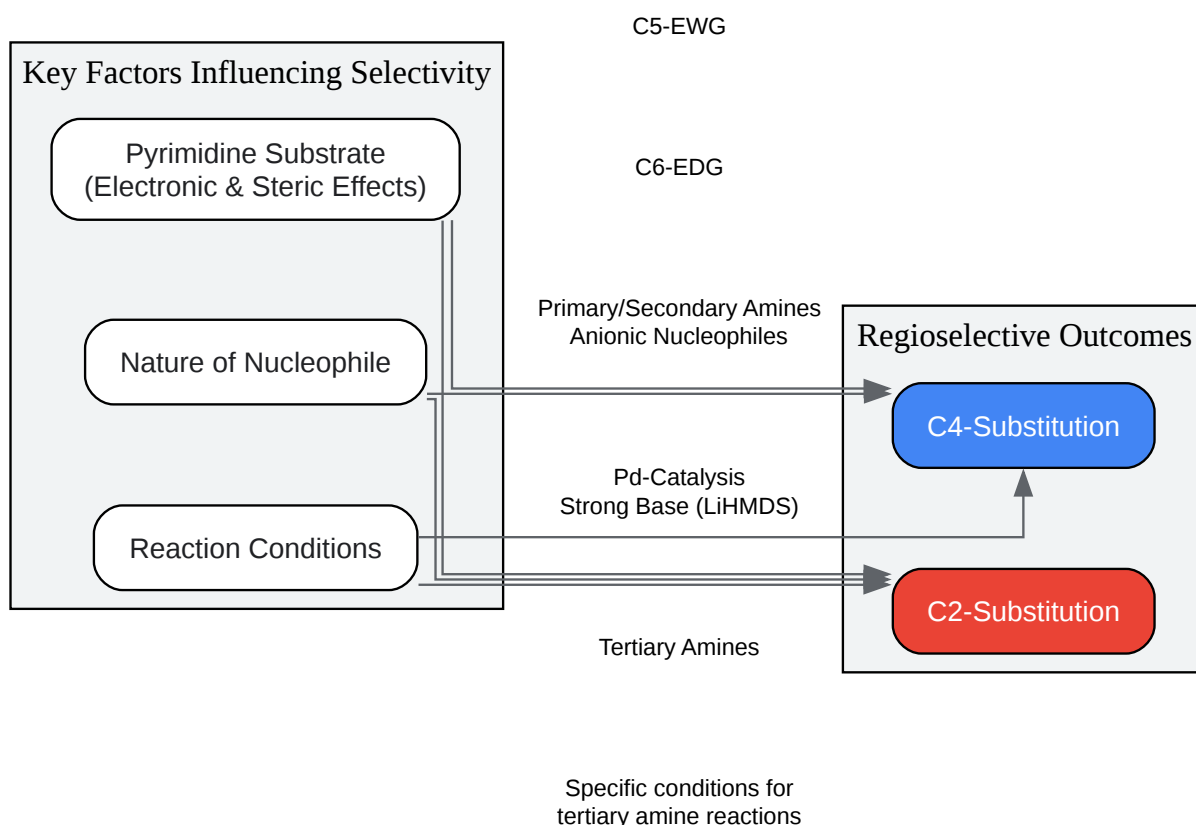 C5-EWG
Key Factors Influencing Selectivity
Pyrimidine Substrate
(Electronic & Steric Effects)
C6-EDG
Primary/Secondary Amines
Anionic Nucleophiles
Nature of Nucleophile
Regioselective Outcomes
C4-Substitution
Pd-Catalysis
Strong Base (LiHMDS)
Reaction Conditions
C2-Substitution
Tertiary Amines
Specific conditions for
tertiary amine reactions